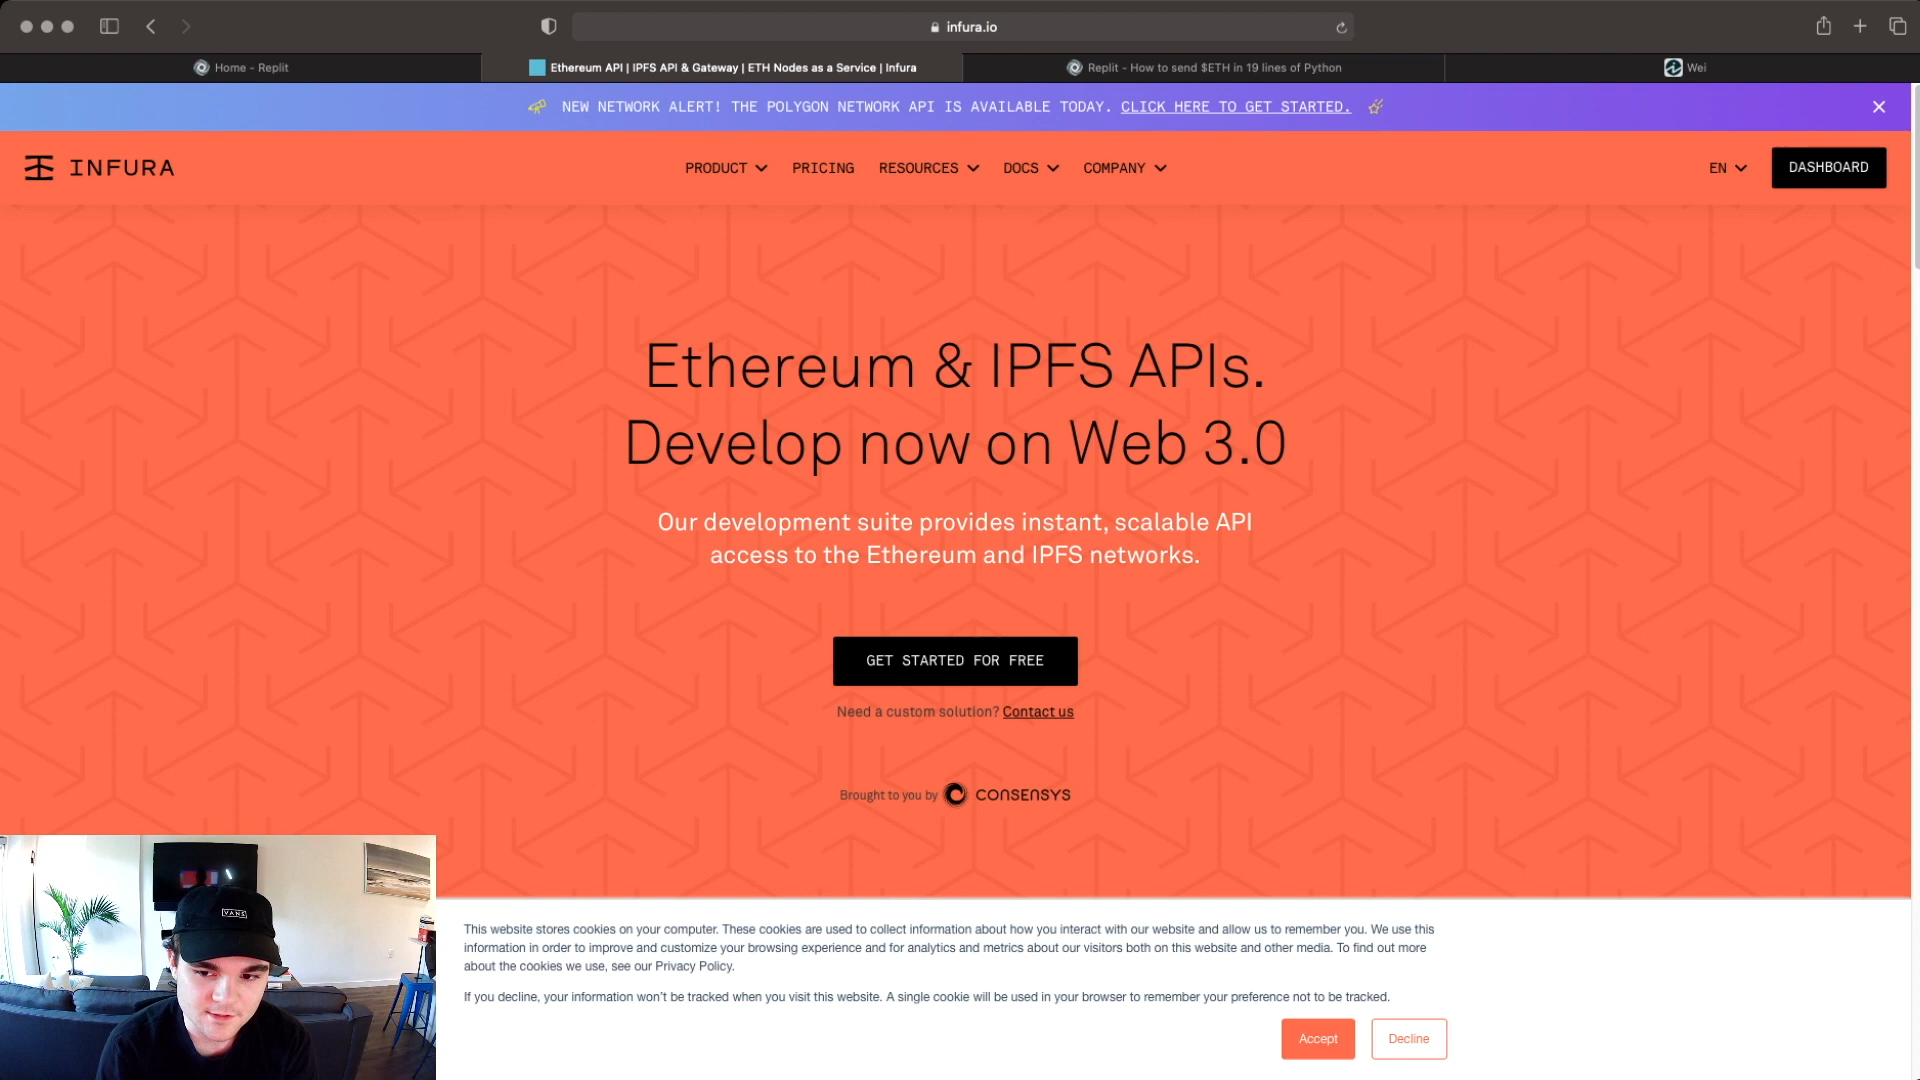 infura.io
Home - Replit
Ethereum API | IPFS API & Gateway | ETH Nodes as a Service | Infura
Replit - How to send $ETH in 19 lines of Python
Wei
NEW NETWORK ALERT! THE POLYGON NETWORK API IS AVAILABLE TODAY. CLICK HERE TO GET STARTED.
INFURA
PRODUCT
PRICING
RESOURCES
DOCS
COMPANY
EN
DASHBOARD
Ethereum & IPFS APIs.
Develop now on Web 3.0
Our development suite provides instant, scalable API
access to the Ethereum and IPFS networks.
GET STARTED FOR FREE
Need a custom solution? Contact us
Brought to you by CONSENSYS
VANS
This website stores cookies on your computer. These cookies are used to collect information about how you interact with our website and allow us to remember you. We use this
information in order to improve and customize your browsing experience and for analytics and metrics about our visitors both on this website and other media. To find out more
about the cookies we use, see our Privacy Policy.
If you decline, your information won't be tracked when you visit this website. A single cookie will be used in your browser to remember your preference not to be tracked.
Accept
Decline